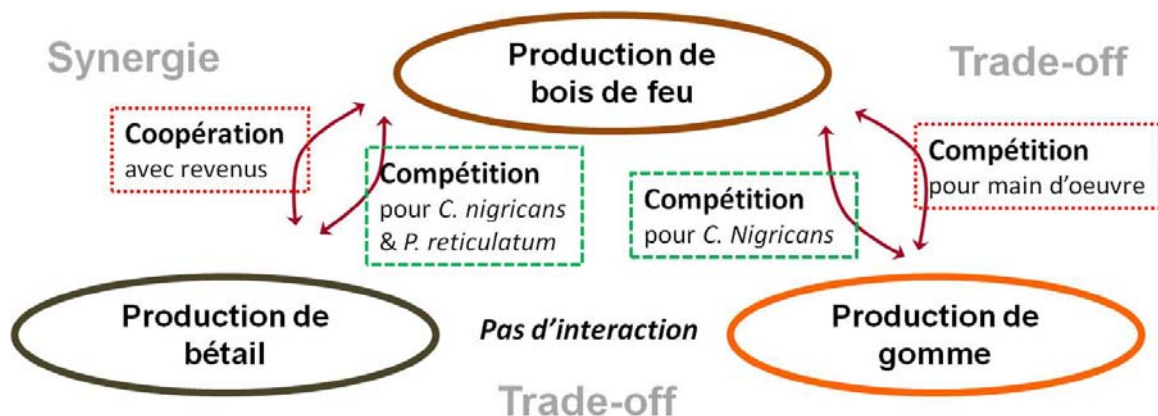 Synergie
Production de
bois de feu
Trade-off
Coopération
avec revenus
Compétition
pour C. nigricans
& P. reticulatum
Compétition
pour C. Nigricans
Compétition
pour main d'oeuvre
Production de
bétail
Pas d'interaction
Production de
gomme
Trade-off